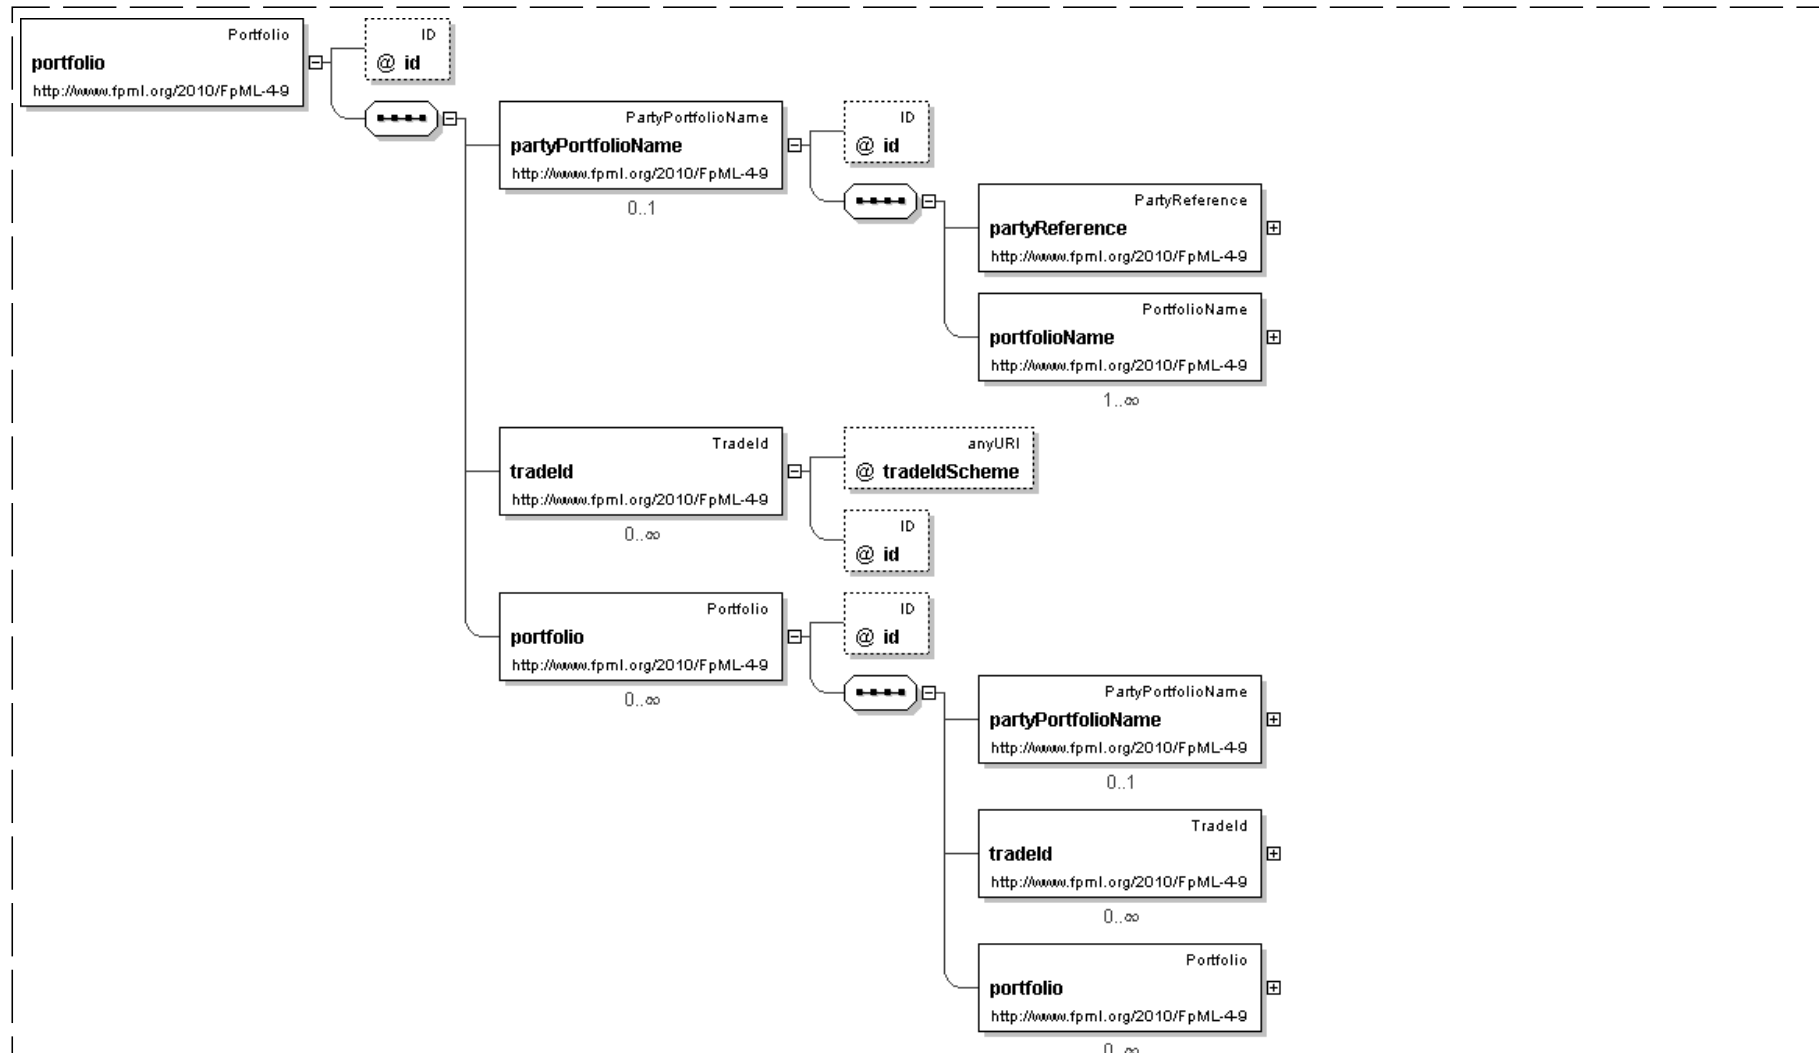 Portfolio
portfolio
http://www.fpml.org/2010/FpML-4-9
ID
@ id
PartyPortfolioName
partyPortfolioName
http://www.fpml.org/2010/FpML-4-9
0..1
ID
@ id
PartyReference
partyReference
http://www.fpml.org/2010/FpML-4-9
PortfolioName
portfolioName
http://www.fpml.org/2010/FpML-4-9
1..∞
TradeId
tradeId
http://www.fpml.org/2010/FpML-4-9
0..∞
anyURI
@ tradeIdScheme
ID
@ id
Portfolio
portfolio
http://www.fpml.org/2010/FpML-4-9
0..∞
ID
@ id
PartyPortfolioName
partyPortfolioName
http://www.fpml.org/2010/FpML-4-9
0..1
TradeId
tradeId
http://www.fpml.org/2010/FpML-4-9
0..∞
Portfolio
portfolio
http://www.fpml.org/2010/FpML-4-9
0..∞